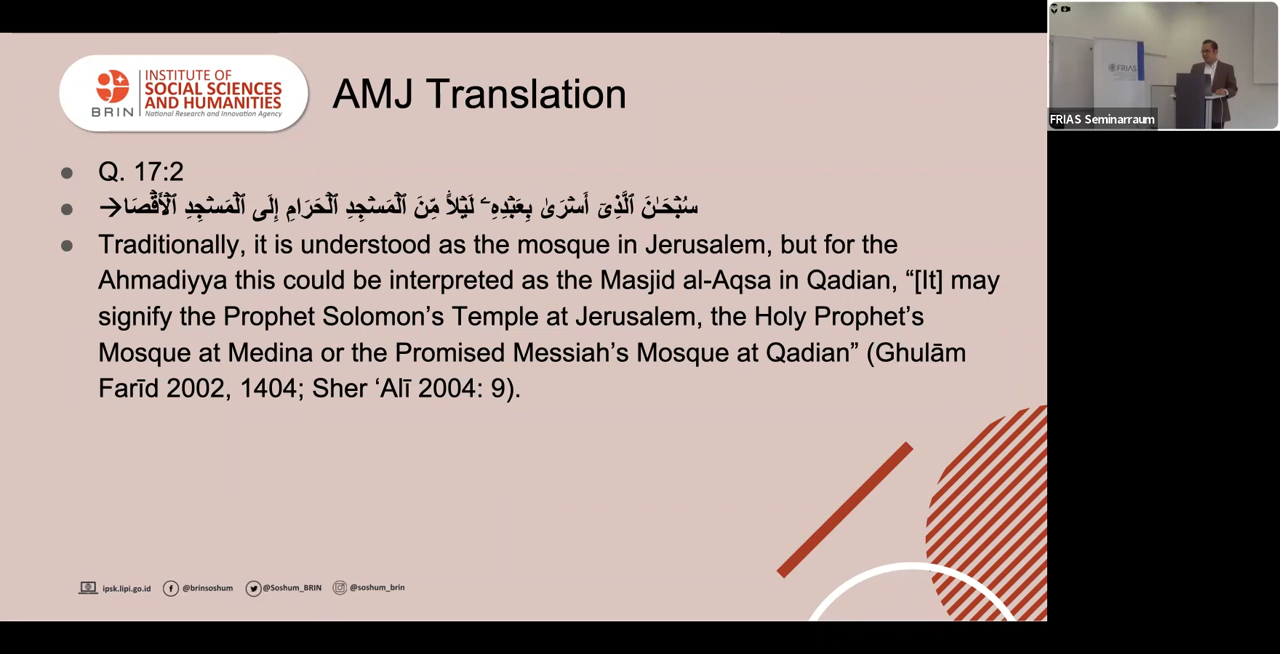 INSTITUTE OF
SOCIAL SCIENCES
AND HUMANITIES
BRIN
National Research and Innovation Agency
AMJ Translation
FRIAS
FRIAS Seminarraum
Q. 17:2
سُبْحَـٰنَ ٱلَّذِىٓ أَسْرَىٰ بِعَبْدِهِۦ لَيْلًۭا مِّنَ ٱلْمَسْجِدِ ٱلْحَرَامِ إِلَى ٱلْمَسْجِدِ ٱلْأَقْصَا→
Traditionally, it is understood as the mosque in Jerusalem, but for the
Ahmadiyya this could be interpreted as the Masjid al-Aqsa in Qadian, “[It] may
signify the Prophet Solomon’s Temple at Jerusalem, the Holy Prophet’s
Mosque at Medina or the Promised Messiah’s Mosque at Qadian” (Ghulām
Farīd 2002, 1404; Sher ‘Alī 2004: 9).
ipsk.lipi.go.id @brinsoshum @Soshum_BRIN @soshum_brin